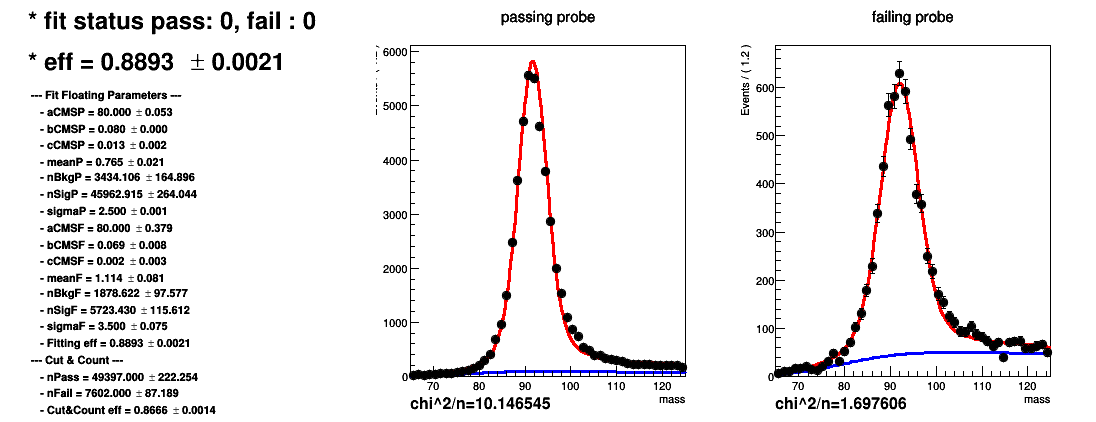 * fit status pass: 0, fail : 0
* eff = 0.8893 ± 0.0021
--- Fit Floating Parameters ---
- aCMSP = 80.000 ± 0.053
- bCMSP = 0.080 ± 0.000
- cCMSP = 0.013 ± 0.002
- meanP = 0.765 ± 0.021
- nBkgP = 3434.106 ± 164.896
- nSigP = 45962.915 ± 264.044
- sigmaP = 2.500 ± 0.001
- aCMSF = 80.000 ± 0.379
- bCMSF = 0.069 ± 0.008
- cCMSF = 0.002 ± 0.003
- meanF = 1.114 ± 0.081
- nBkgF = 1878.622 ± 97.577
- nSigF = 5723.430 ± 115.612
- sigmaF = 3.500 ± 0.075
- Fitting eff = 0.8893 ± 0.0021
--- Cut & Count ---
- nPass = 49397.000 ± 222.254
- nFail = 7602.000 ± 87.189
- Cut&Count eff = 0.8666 ± 0.0014
passing probe
6000
5000
4000
3000
2000
1000
0
70 80 90 100 110 120
mass
chi^2/n=10.146545
failing probe
Events / ( 1.2 )
600
500
400
300
200
100
0
70 80 90 100 110 120
mass
chi^2/n=1.697606